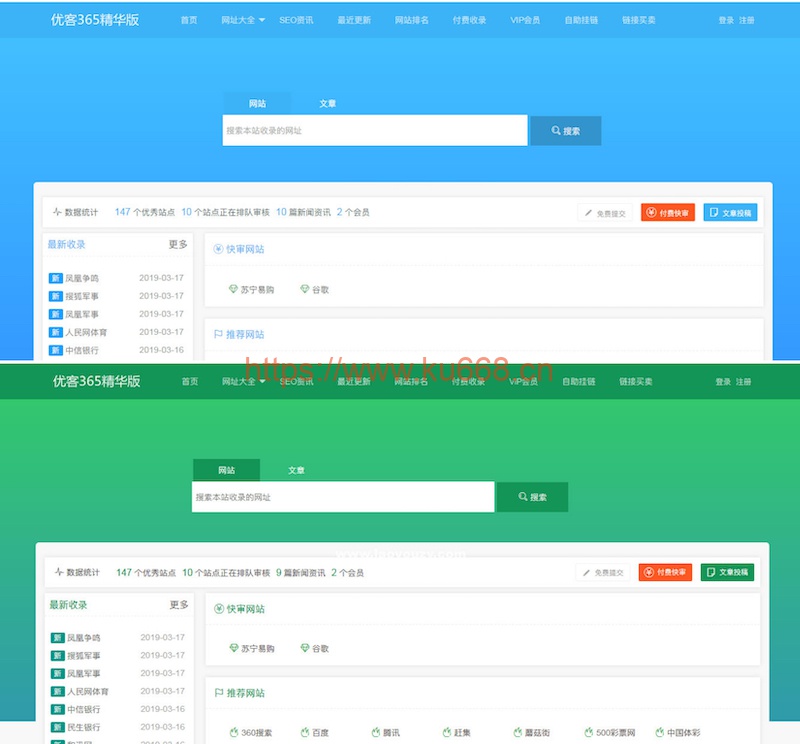 优客365精华版 首页 网址大全 SEO资讯 最近更新 网站排名 付费收录 VIP会员 自助挂链 链接买卖 登录 注册
网站 文章
搜索本站收录的网址 搜索
数据统计 147 个优秀站点 10 个站点正在排队审核 10 篇新闻资讯 2 个会员 免费提交 付费快审 文章投稿
最新收录 更多
新 凤凰争鸣 2019-03-17
新 搜狐军事 2019-03-17
新 凤凰军事 2019-03-17
新 人民网体育 2019-03-17
新 中信银行 2019-03-16
快审网站
苏宁易购 谷歌
推荐网站
https://www.ku668.cn
优客365精华版 首页 网址大全 SEO资讯 最近更新 网站排名 付费收录 VIP会员 自助挂链 链接买卖 登录 注册
网站 文章
搜索本站收录的网址 搜索
数据统计 147 个优秀站点 10 个站点正在排队审核 9 篇新闻资讯 2 个会员 免费提交 付费快审 文章投稿
最新收录 更多
新 凤凰争鸣 2019-03-17
新 搜狐军事 2019-03-17
新 凤凰军事 2019-03-17
新 人民网体育 2019-03-17
新 中信银行 2019-03-16
新 民生银行 2019-03-16
快审网站
苏宁易购 谷歌
推荐网站
360搜索 百度 腾讯 赶集 蘑菇街 500彩票网 中国体彩